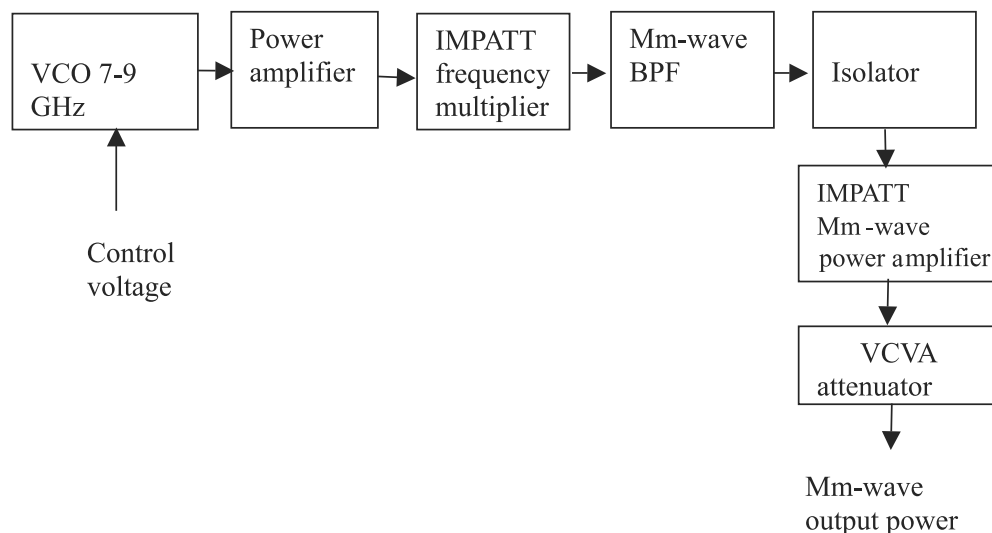 VCO 7-9
GHz
Power
amplifier
IMPATT
frequency
multiplier
Mm-wave
BPF
Isolator
IMPATT
Mm-wave
power amplifier
VCVA
attenuator
Control
voltage
Mm-wave
output power